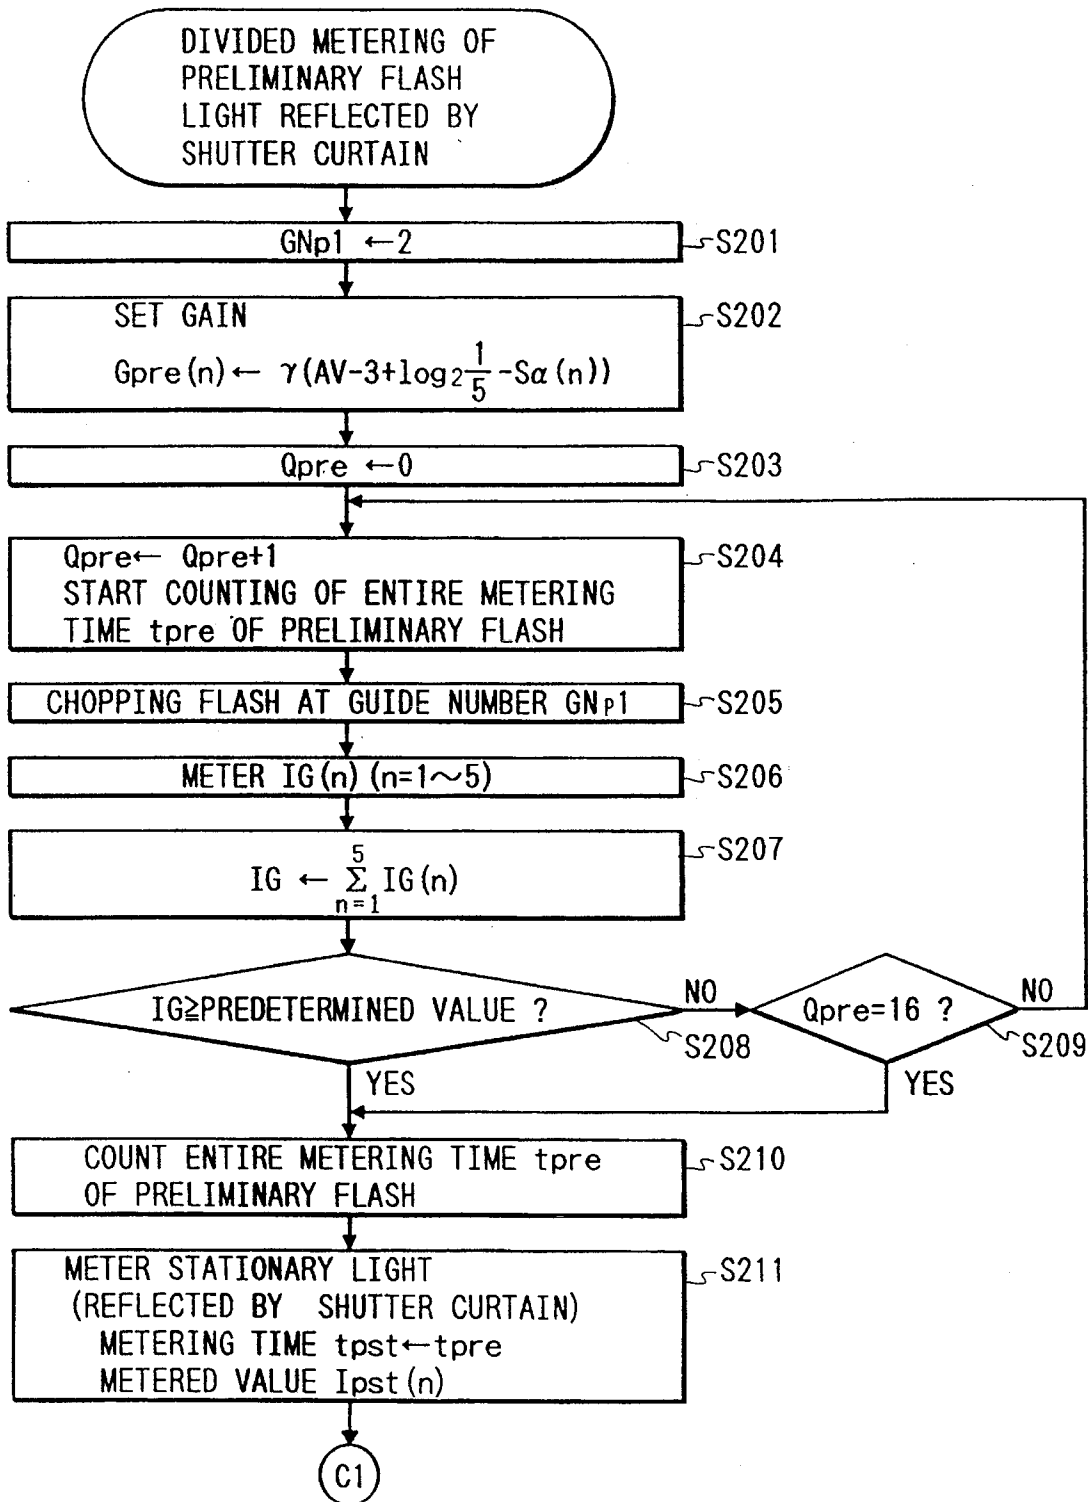 DIVIDED METERING OF
PRELIMINARY FLASH
LIGHT REFLECTED BY
SHUTTER CURTAIN
GNp1 ←2
S201
SET GAIN
S202
Gpre(n)← γ(AV-3+log2 1/5 -Sα(n))
Qpre ←0
S203
Qpre← Qpre+1
S204
START COUNTING OF ENTIRE METERING
TIME tpre OF PRELIMINARY FLASH
CHOPPING FLASH AT GUIDE NUMBER GNp1
S205
METER IG(n) (n=1～5)
S206
S207
5
IG ← Σ IG(n)
n=1
IG≧PREDETERMINED VALUE ?
NO
S208
YES
Qpre=16 ?
NO
S209
YES
COUNT ENTIRE METERING TIME tpre
S210
OF PRELIMINARY FLASH
METER STATIONARY LIGHT
S211
(REFLECTED BY SHUTTER CURTAIN)
METERING TIME tpst←tpre
METERED VALUE Ipst(n)
C1